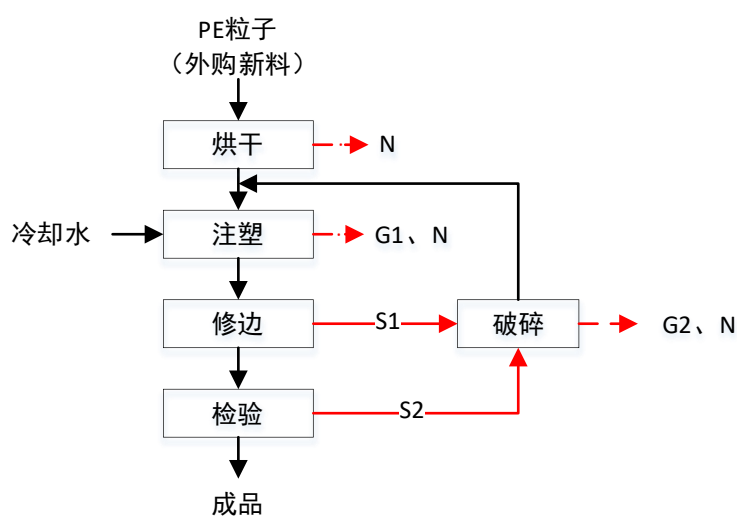 PE粒子
（外购新料）
烘干
N
冷却水
注塑
G1、N
修边
S1
破碎
G2、N
检验
S2
成品